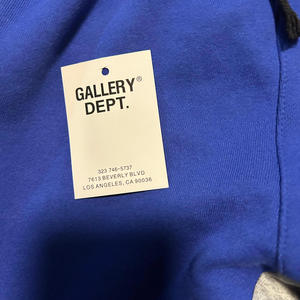 GALLERY®
DEPT.
323 746-5737
7613 BEVERLY BLVD
LOS ANGELES, CA 90036